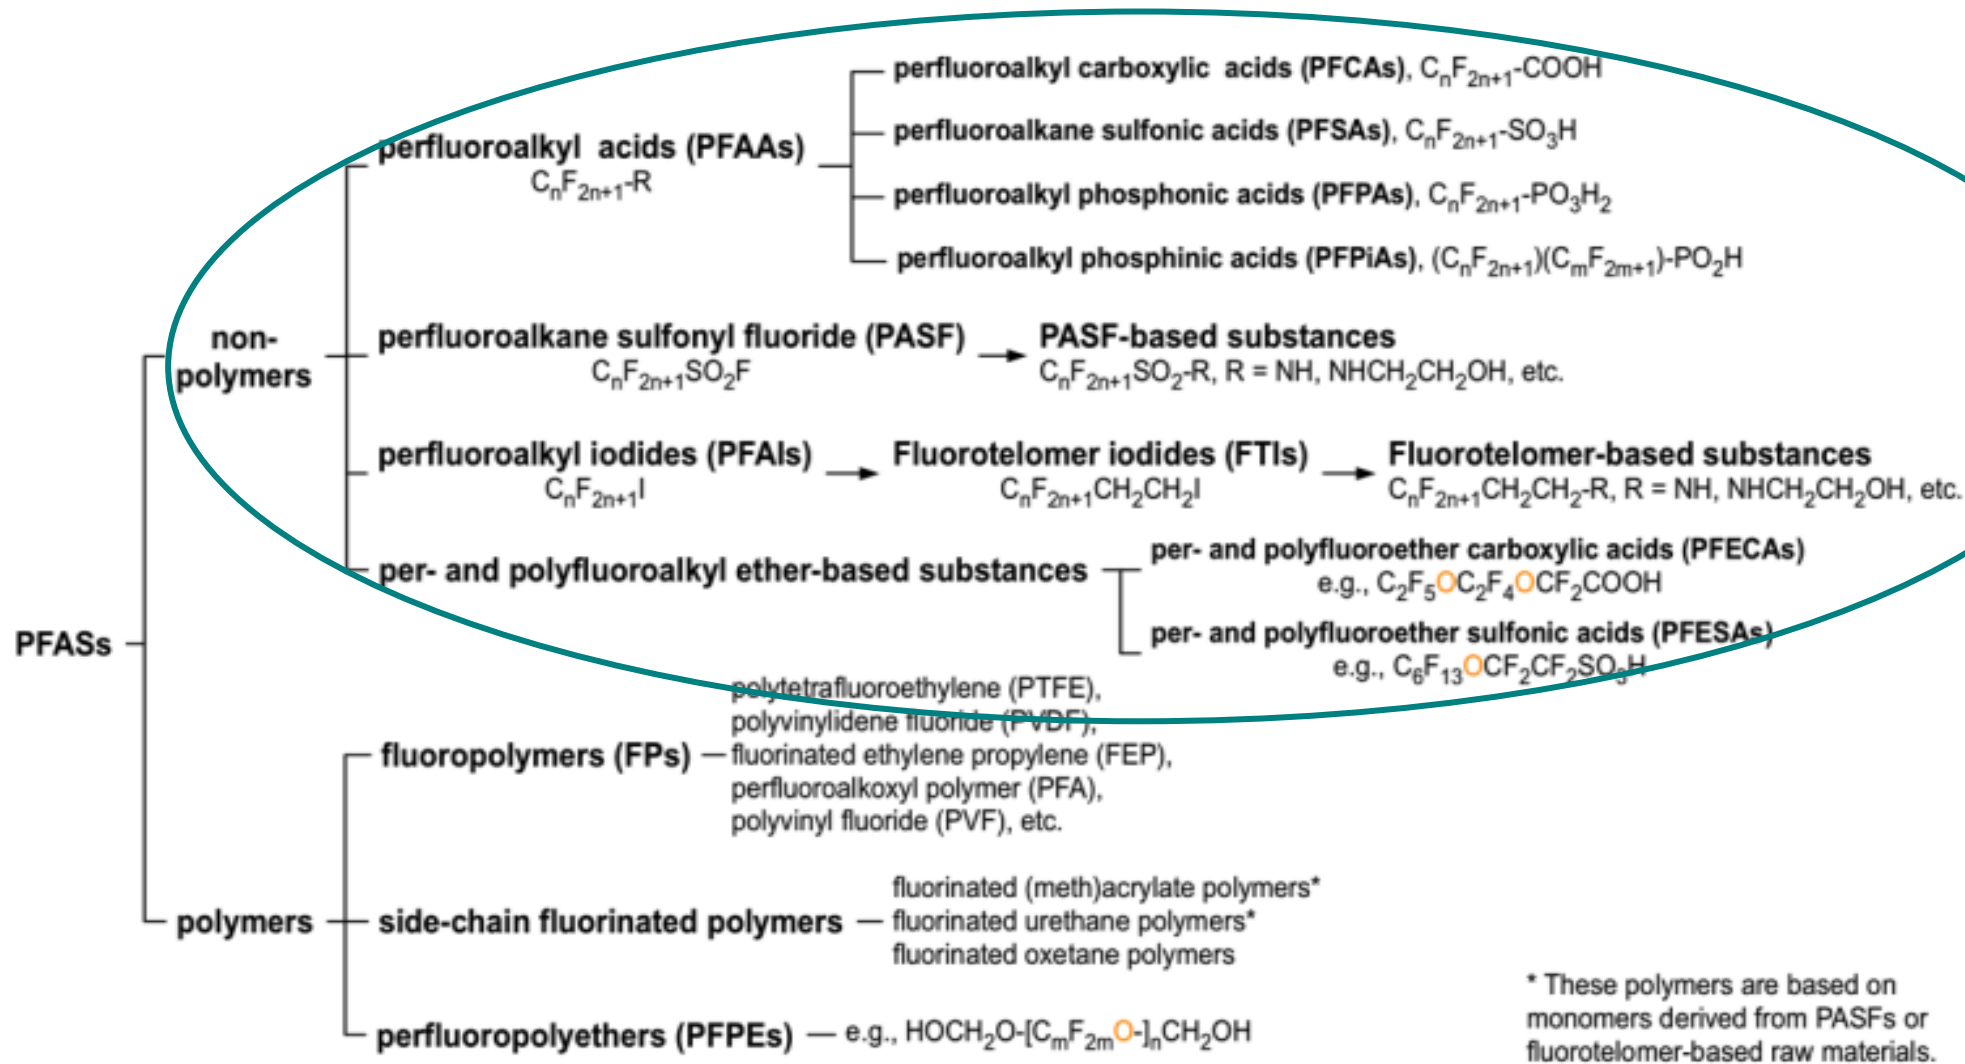 perfluoroalkyl carboxylic acids (PFCAs), CₙF₂ₙ₊₁-COOH
perfluoroalkyl acids (PFAAs)
CₙF₂ₙ₊₁-R
perfluoroalkane sulfonic acids (PFSAs), CₙF₂ₙ₊₁-SO₃H
perfluoroalkyl phosphonic acids (PFPAs), CₙF₂ₙ₊₁-PO₃H₂
perfluoroalkyl phosphinic acids (PFPiAs), (CₙF₂ₙ₊₁)(CₘF₂ₘ₊₁)-PO₂H
non-
polymers
perfluoroalkane sulfonyl fluoride (PASF)
CₙF₂ₙ₊₁SO₂F
PASF-based substances
CₙF₂ₙ₊₁SO₂-R, R = NH, NHCH₂CH₂OH, etc.
perfluoroalkyl iodides (PFAIs)
CₙF₂ₙ₊₁I
Fluorotelomer iodides (FTIs)
CₙF₂ₙ₊₁CH₂CH₂I
Fluorotelomer-based substances
CₙF₂ₙ₊₁CH₂CH₂-R, R = NH, NHCH₂CH₂OH, etc.
per- and polyfluoroalkyl ether-based substances
per- and polyfluoroether carboxylic acids (PFECAs)
e.g., C₂F₅OC₂F₄OCF₂COOH
per- and polyfluoroether sulfonic acids (PFESAs)
e.g., C₆F₁₃OCF₂CF₂SO₃H
PFASs
polytetrafluoroethylene (PTFE),
polyvinylidene fluoride (PVDF),
fluoropolymers (FPs)
fluorinated ethylene propylene (FEP),
perfluoroalkoxyl polymer (PFA),
polyvinyl fluoride (PVF), etc.
polymers
side-chain fluorinated polymers
fluorinated (meth)acrylate polymers*
fluorinated urethane polymers*
fluorinated oxetane polymers
perfluoropolyethers (PFPEs)
e.g., HOCH₂O-[CₘF₂ₘO-]ₙCH₂OH
* These polymers are based on
monomers derived from PASFs or
fluorotelomer-based raw materials.